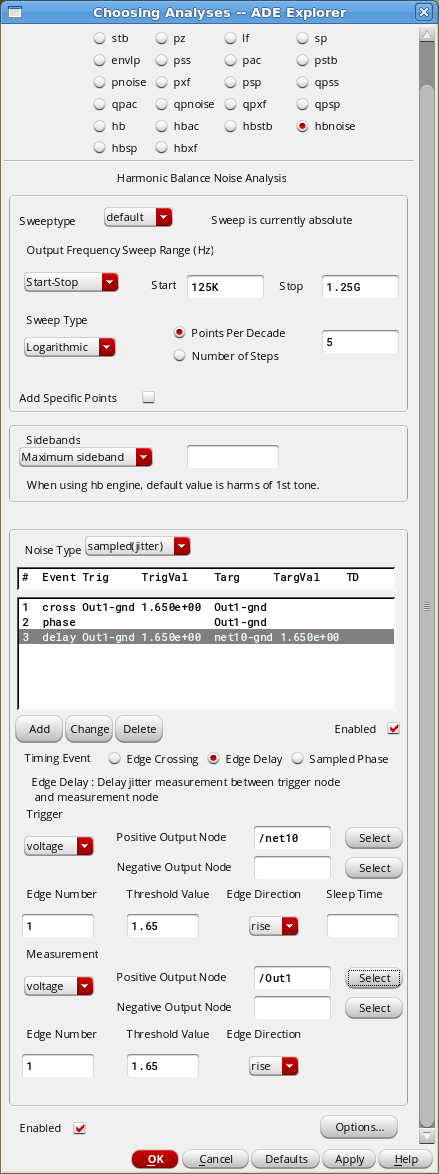 Choosing Analyses -- ADE Explorer
stb pz lf sp
envlp pss pac pstb
pnoise pxf psp qpss
qpac qpnoise qpxf qpsp
hb hbac hbstb hbnoise
hbsp hbxf
Harmonic Balance Noise Analysis
Sweeptype default Sweep is currently absolute
Output Frequency Sweep Range (Hz)
Start-Stop Start 125K Stop 1.25G
Sweep Type
Logarithmic Points Per Decade 5
Number of Steps
Add Specific Points
Sidebands
Maximum sideband
When using hb engine, default value is harms of 1st tone.
Noise Type sampled(jitter)
# Event Trig TrigVal Targ TargVal TD
1 cross Out1-gnd 1.650e+00 Out1-gnd
2 phase Out1-gnd
3 delay Out1-gnd 1.650e+00 net10-gnd 1.650e+00
Add Change Delete Enabled
Timing Event Edge Crossing Edge Delay Sampled Phase
Edge Delay : Delay jitter measurement between trigger node
and measurement node
Trigger
voltage Positive Output Node /net10 Select
Negative Output Node Select
Edge Number Threshold Value Edge Direction Sleep Time
1 1.65 rise
Measurement
voltage Positive Output Node /Out1 Select
Negative Output Node Select
Edge Number Threshold Value Edge Direction
1 1.65 rise
Enabled Options...
OK Cancel Defaults Apply Help